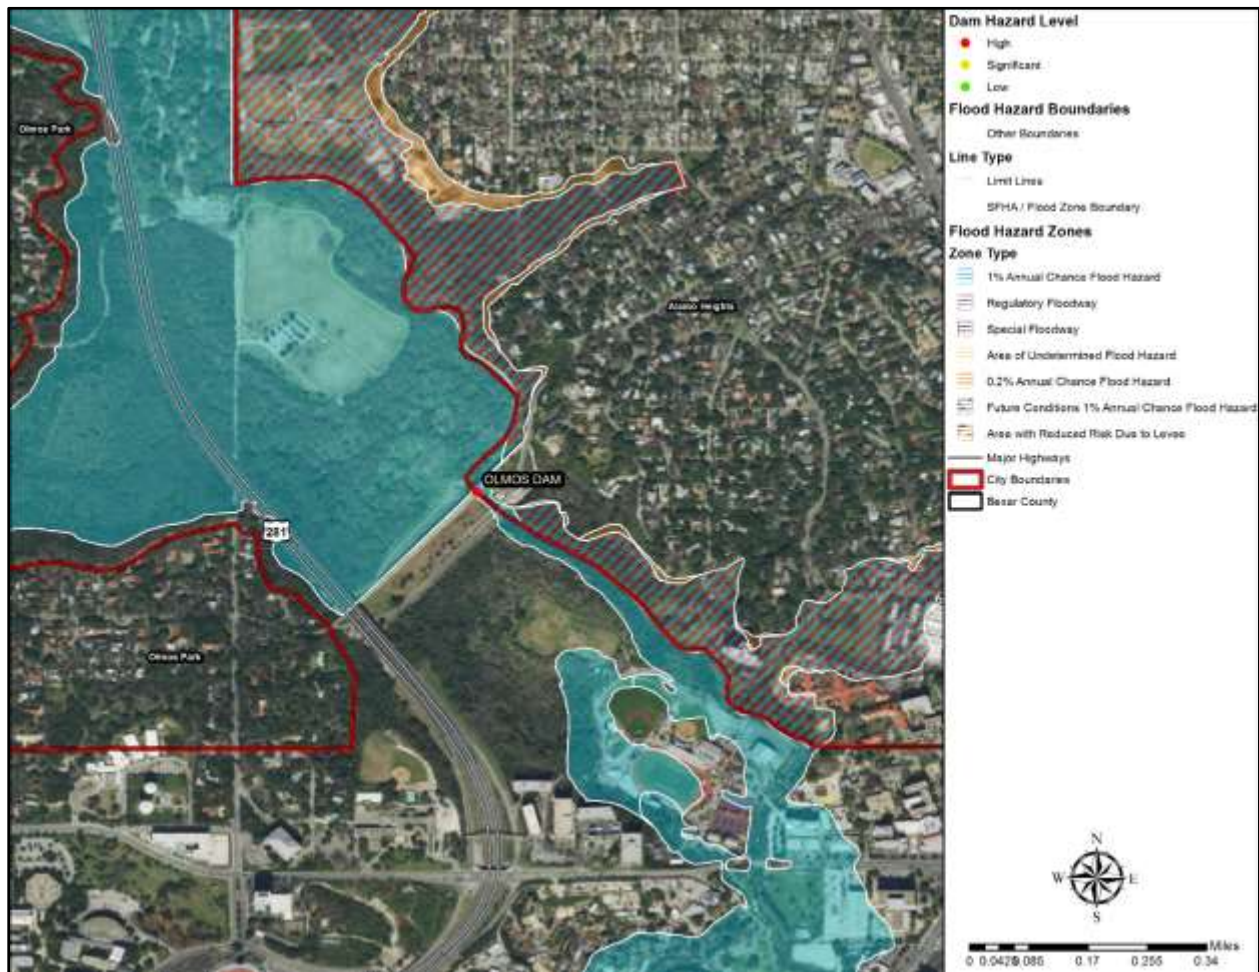 Dam Hazard Level
High
Significant
Low
Flood Hazard Boundaries
Other Boundaries
Line Type
Limit Lines
SFHA / Flood Zone Boundary
Flood Hazard Zones
Zone Type
1% Annual Chance Flood Hazard
Regulatory Floodway
Special Floodway
Area of Undetermined Flood Hazard
0.2% Annual Chance Flood Hazard
Future Conditions 1% Annual Chance Flood Hazard
Area with Reduced Risk Due to Levee
Major Highways
City Boundaries
Bexar County
Olmos Park
Alamo Heights
OLMOS DAM
281
Olmos Park
N
W E
S
Miles
0 0.0425 0.085 0.17 0.255 0.34